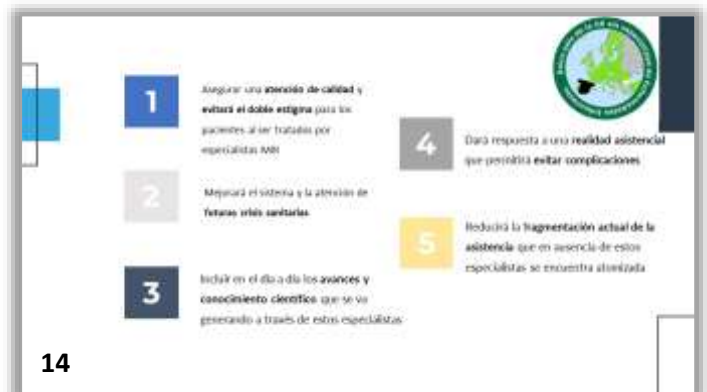 1
Asegurar una atención de calidad y
evitará el doble estigma para los
pacientes al ser tratados por
especialistas MIR
2
Mejorará el sistema y la atención de
futuras crisis sanitarias
3
Incluir en el día a día los avances y
conocimiento científico que se va
generando a través de estos especialistas
4
Dará respuesta a una realidad asistencial
que permitirá evitar complicaciones
5
Reducirá la fragmentación actual de la
asistencia que en ausencia de estos
especialistas se encuentra atomizada
14